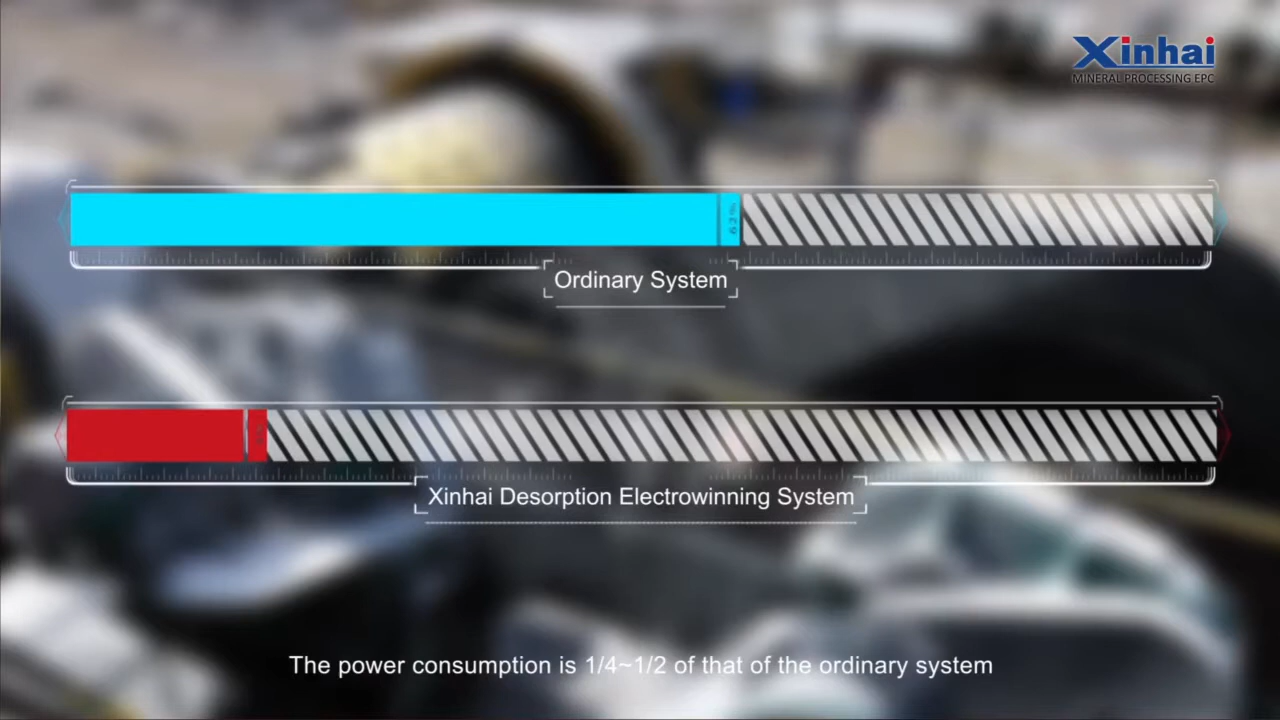 Xinhai
MINERAL PROCESSING EPC
Ordinary System
Xinhai Desorption Electrowinning System
The power consumption is 1/4~1/2 of that of the ordinary system